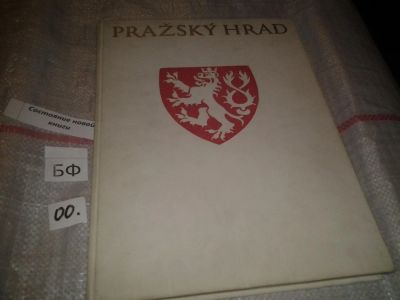 PRAŽSKÝ HRAD
Состояние новой
книги
БФ
00.